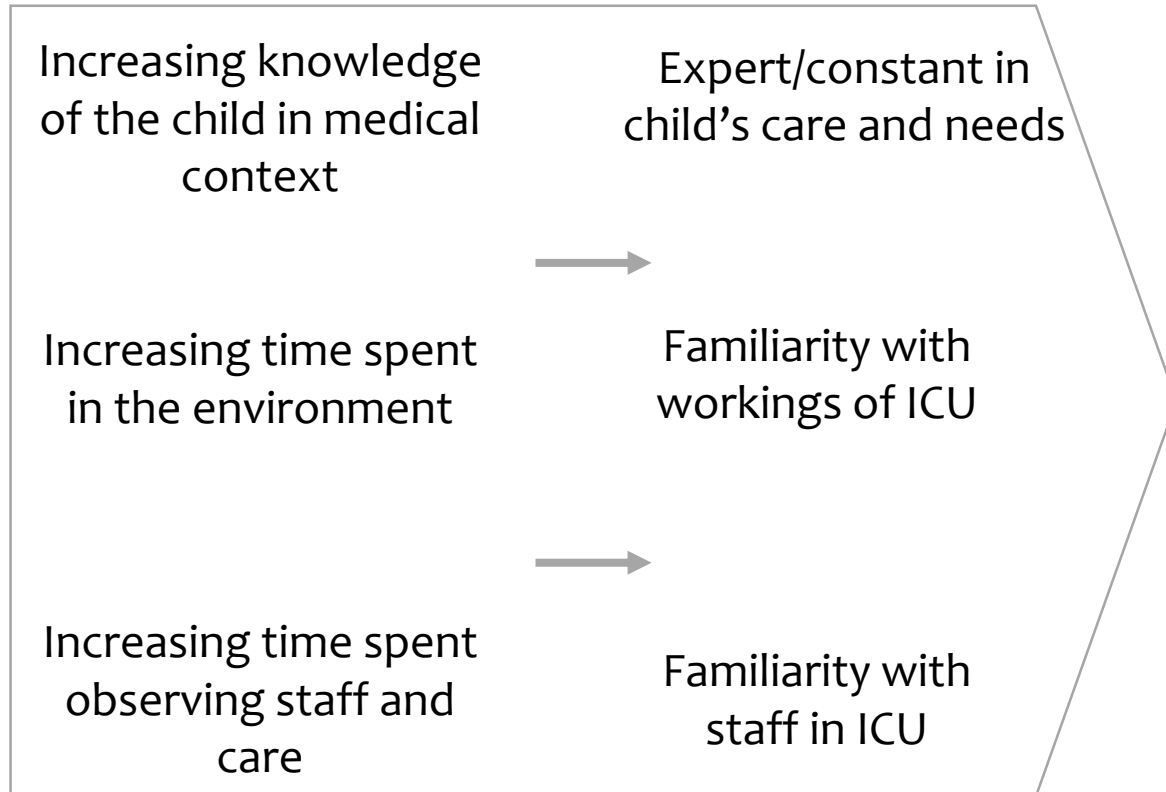 Increasing knowledge
of the child in medical
context
Expert/constant in
child’s care and needs
Increasing time spent
in the environment
Familiarity with
workings of ICU
Increasing time spent
observing staff and
care
Familiarity with
staff in ICU